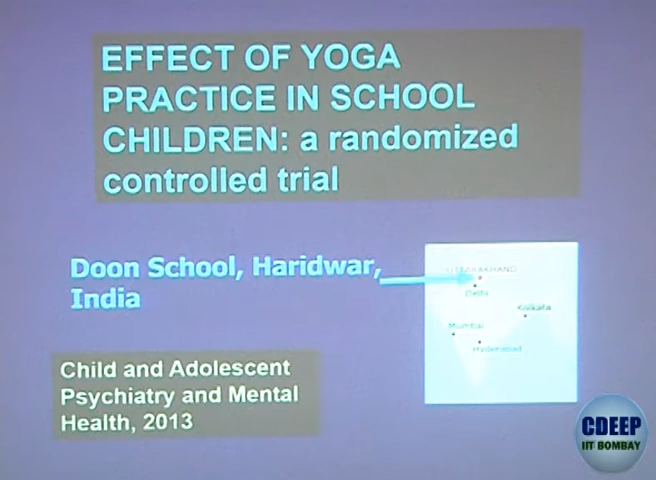 EFFECT OF YOGA
PRACTICE IN SCHOOL
CHILDREN: a randomized
controlled trial
Doon School, Haridwar,
India
UTTARAKHAND
Delhi
Kolkata
Mumbai
Hyderabad
Child and Adolescent
Psychiatry and Mental
Health, 2013
CDEEP
IIT BOMBAY